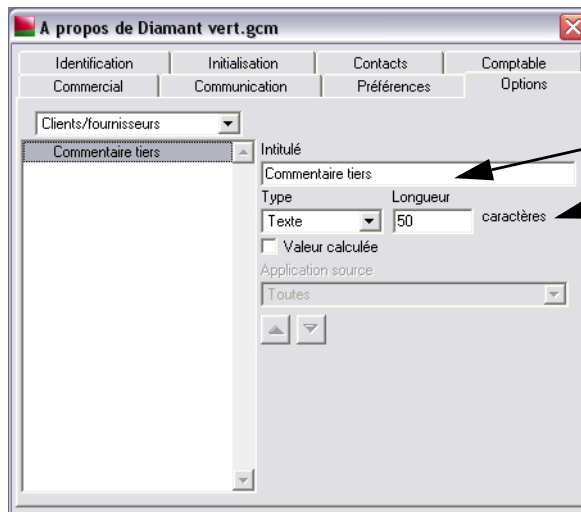 A propos de Diamant vert.gcm
Identification Initialisation Contacts Comptable
Commercial Communication Préférences Options
Clients/fournisseurs
Commentaire tiers
Intitulé
Commentaire tiers
Type Longueur
Texte 50 caractères
Valeur calculée
Application source
Toutes